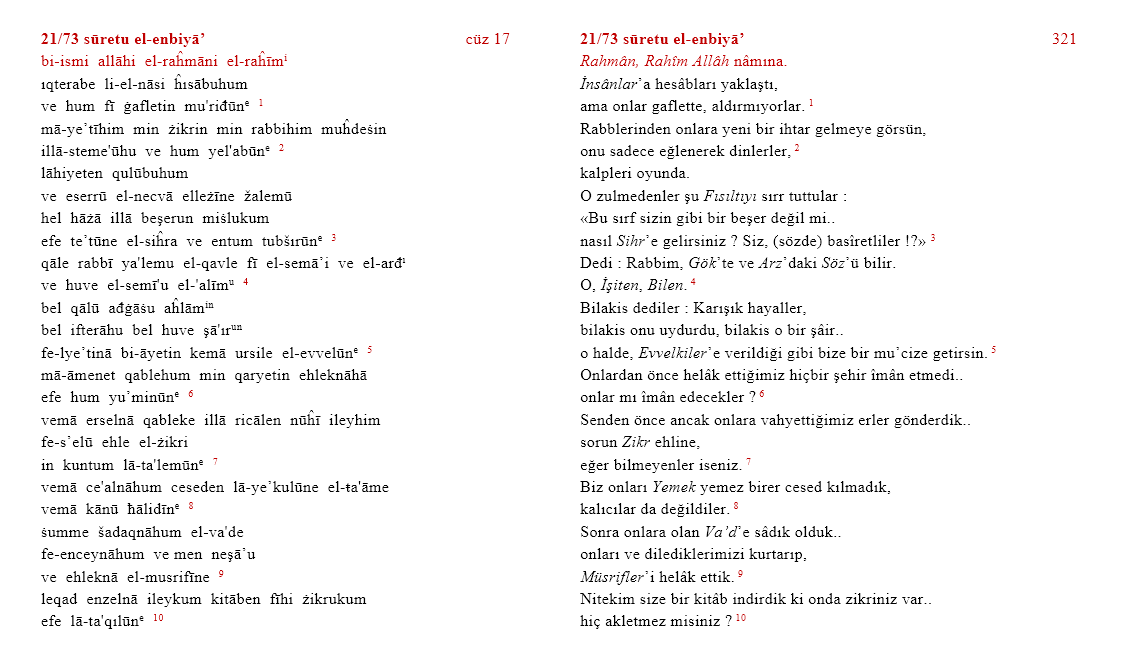 21/73 sūretu el-enbiyā’ cüz 17
bi-ismi allāhi el-raĥmāni el-raĥīmⁱ
ıqterabe li-el-nāsi ĥısābuhum
ve hum fī ġafletin mu'riđūnᵉ 1
mā-ye’tīhim min żikrin min rabbihim muĥdeśin
illā-steme'ūhu ve hum yel'abūnᵉ 2
lāhiyeten qulūbuhum
ve eserrū el-necvā elleżīne žalemū
hel hāżā illā beşerun miślukum
efe te’tūne el-siĥra ve entum tubšırūnᵉ 3
qāle rabbī ya'lemu el-qavle fī el-semā’i ve el-arđⁱ
ve huve el-semī'u el-'alīmᵘ 4
bel qālū ađġāśu aĥlāmⁱⁿ
bel ifterāhu bel huve şā'ırᵘⁿ
fe-lye’tinā bi-āyetin kemā ursile el-evvelūnᵉ 5
mā-āmenet qablehum min qaryetin ehleknāhā
efe hum yu’minūnᵉ 6
vemā erselnā qableke illā ricālen nūĥī ileyhim
fe-s’elū ehle el-żikri
in kuntum lā-ta'lemūnᵉ 7
vemā ce'alnāhum ceseden lā-ye’kulūne el-ŧa'āme
vemā kānū ħālidīnᵉ 8
śumme šadaqnāhum el-va'de
fe-enceynāhum ve men neşā’u
ve ehleknā el-musrifīne 9
leqad enzelnā ileykum kitāben fīhi żikrukum
efe lā-ta'qılūnᵉ 10
21/73 sūretu el-enbiyā’ 321
Rahmân, Rahîm Allâh nâmına.
İnsânlar’a hesâbları yaklaştı,
ama onlar gaflette, aldırmıyorlar. 1
Rabblerinden onlara yeni bir ihtar gelmeye görsün,
onu sadece eğlenerek dinlerler, 2
kalpleri oyunda.
O zulmedenler şu Fısıltıyı sırr tuttular :
«Bu sırf sizin gibi bir beşer değil mi..
nasıl Sihr’e gelirsiniz ? Siz, (sözde) basîretliler !?» 3
Dedi : Rabbim, Gök’te ve Arz’daki Söz’ü bilir.
O, İşiten, Bilen. 4
Bilakis dediler : Karışık hayaller,
bilakis onu uydurdu, bilakis o bir şâir..
o halde, Evvelkiler’e verildiği gibi bize bir mu’cize getirsin. 5
Onlardan önce helâk ettiğimiz hiçbir şehir îmân etmedi..
onlar mı îmân edecekler ? 6
Senden önce ancak onlara vahyettiğimiz erler gönderdik..
sorun Zikr ehline,
eğer bilmeyenler iseniz. 7
Biz onları Yemek yemez birer cesed kılmadık,
kalıcılar da değildiler. 8
Sonra onlara olan Va’d’e sâdık olduk..
onları ve dilediklerimizi kurtarıp,
Müsrifler’i helâk ettik. 9
Nitekim size bir kitâb indirdik ki onda zikriniz var..
hiç akletmez misiniz ? 10